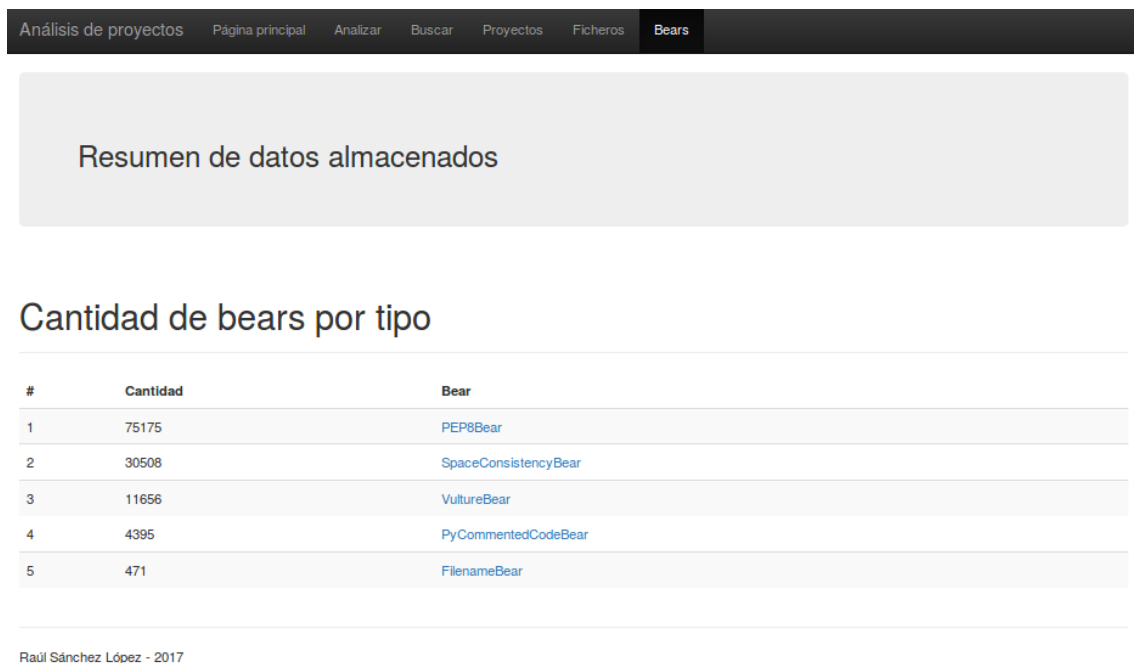 Análisis de proyectos Página principal Analizar Buscar Proyectos Ficheros Bears
Resumen de datos almacenados
Cantidad de bears por tipo
# Cantidad Bear
1 75175 PEP8Bear
2 30508 SpaceConsistencyBear
3 11656 VultureBear
4 4395 PyCommentedCodeBear
5 471 FilenameBear
Raúl Sánchez López - 2017